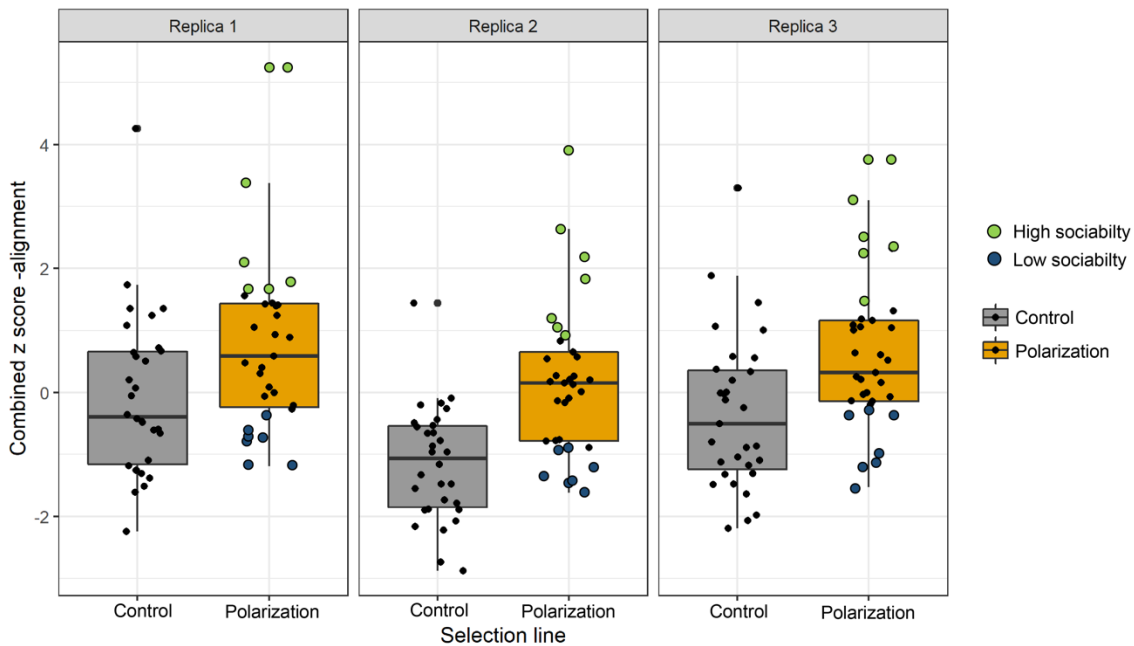 Replica 1
Replica 2
Replica 3
Combined z score -alignment
4
2
0
-2
Control
Polarization
Control
Polarization
Control
Polarization
Selection line
High sociabilty
Low sociabilty
Control
Polarization